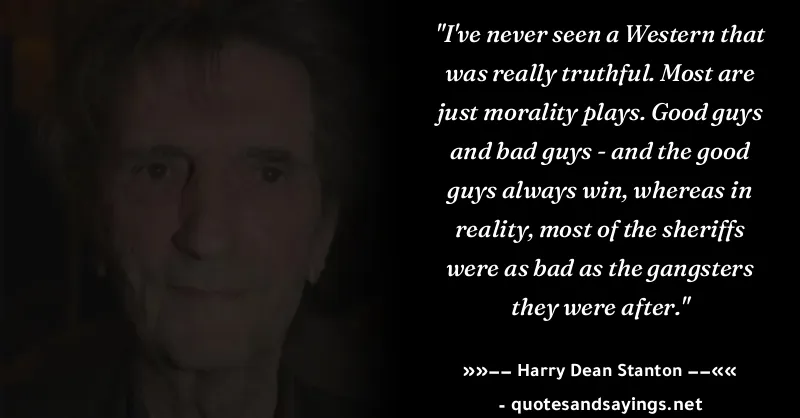 "I've never seen a Western that
was really truthful. Most are
just morality plays. Good guys
and bad guys - and the good
guys always win, whereas in
reality, most of the sheriffs
were as bad as the gangsters
they were after."
»»–– Harry Dean Stanton ––««
- quotesandsayings.net